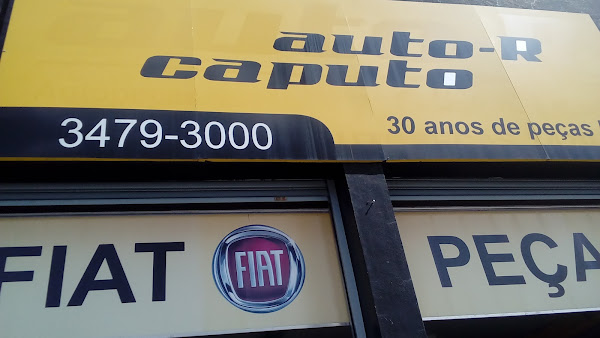 auto-R
caputo
3479-3000
30 anos de peças
FIAT
FIAT
PEÇA